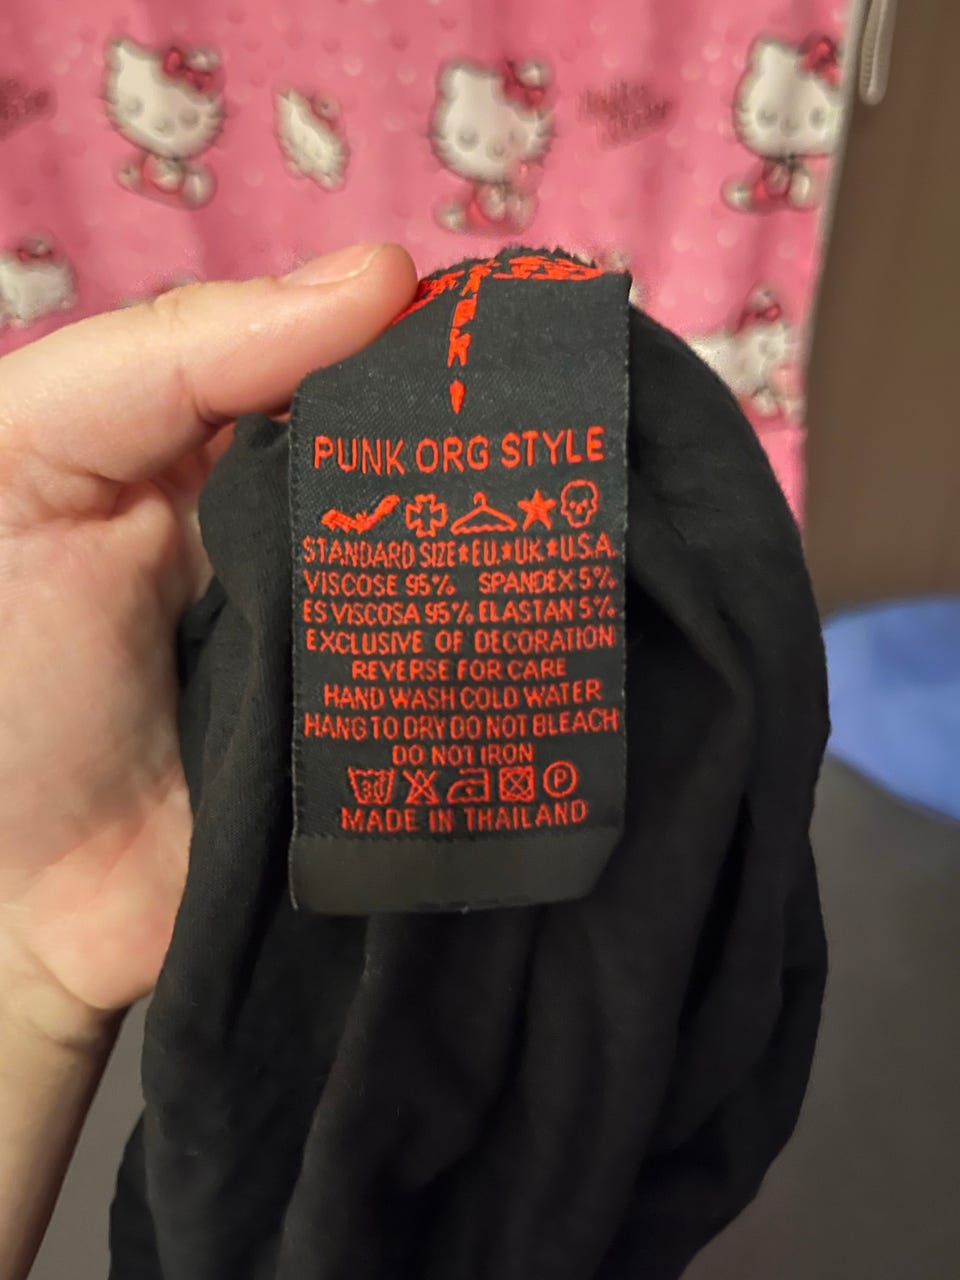 PUNK ORG STYLE
STANDARD SIZE★EU.★UK.★U.S.A.
VISCOSE 95% SPANDEX 5%
ES VISCOSA 95% ELASTAN 5%
EXCLUSIVE OF DECORATION
REVERSE FOR CARE
HAND WASH COLD WATER
HANG TO DRY DO NOT BLEACH
DO NOT IRON
30 P
MADE IN THAILAND